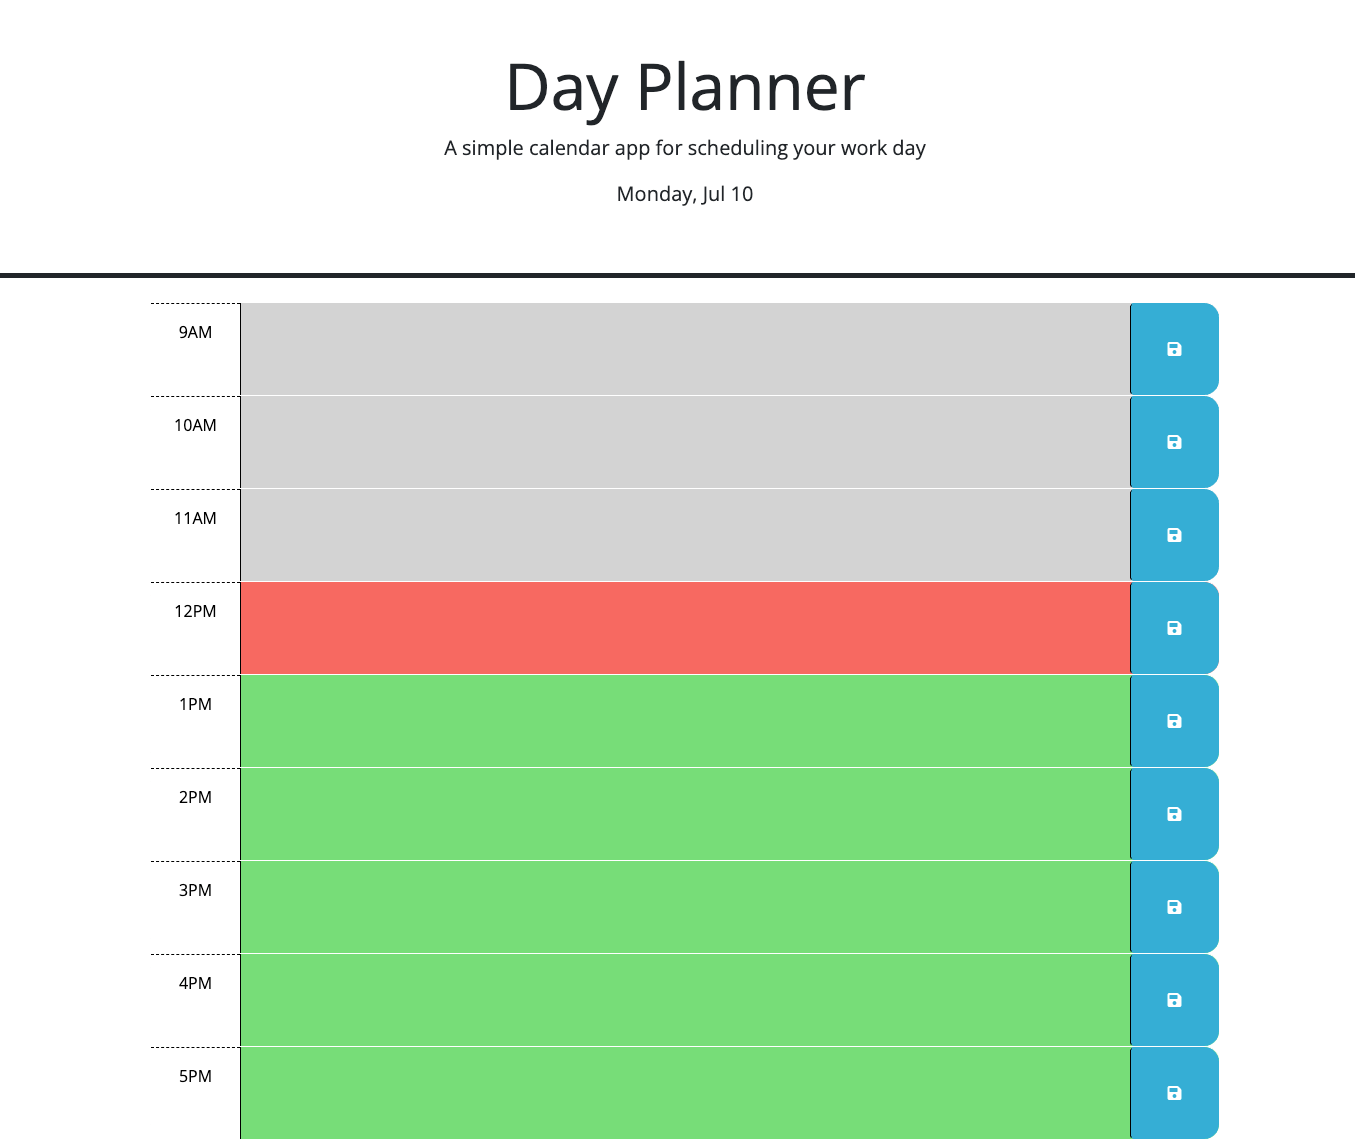 Day Planner
A simple calendar app for scheduling your work day
Monday, Jul 10
9AM
10AM
11AM
12PM
1PM
2PM
3PM
4PM
5PM